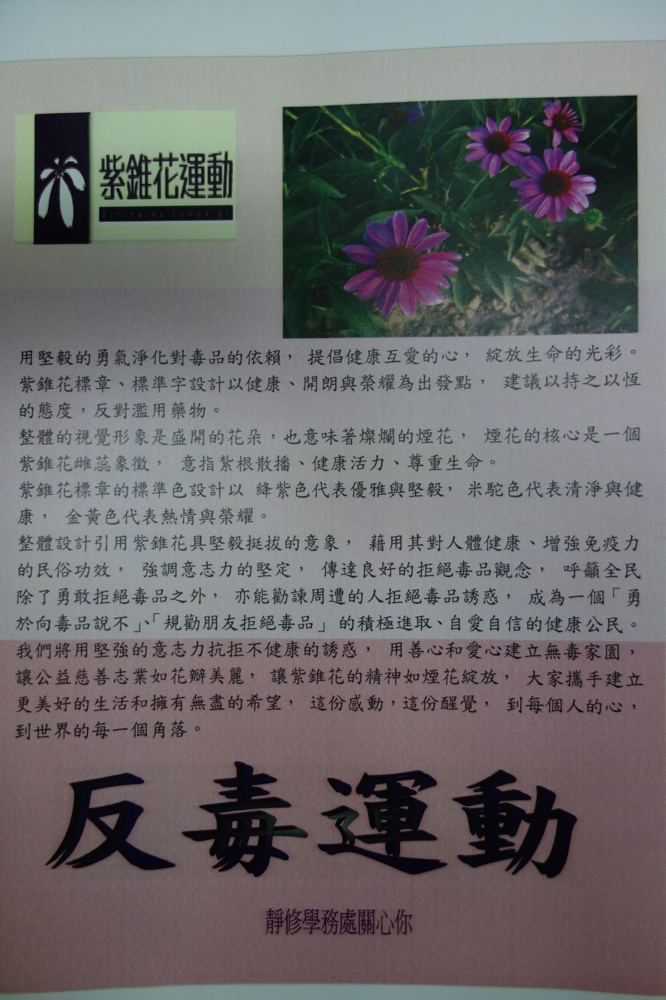 紫錐花運動
Echinacea Campaign
用堅毅的勇氣淨化對毒品的依賴， 提倡健康互愛的心， 綻放生命的光彩。
紫錐花標章、標準字設計以健康、開朗與榮耀為出發點， 建議以持之以恆
的態度，反對濫用藥物。
整體的視覺形象是盛開的花朵，也意味著燦爛的煙花， 煙花的核心是一個
紫錐花雌蕊象徵， 意指紮根散播、健康活力、尊重生命。
紫錐花標章的標準色設計以 絳紫色代表優雅與堅毅， 米駝色代表清淨與健
康， 金黃色代表熱情與榮耀。
整體設計引用紫錐花具堅毅挺拔的意象， 藉用其對人體健康、增強免疫力
的民俗功效， 強調意志力的堅定， 傳達良好的拒絕毒品觀念， 呼籲全民
除了勇敢拒絕毒品之外， 亦能勸諫周遭的人拒絕毒品誘惑， 成為一個「勇
於向毒品說不」、「規勸朋友拒絕毒品」的積極進取、自愛自信的健康公民。
我們將用堅強的意志力抗拒不健康的誘惑， 用善心和愛心建立無毒家園，
讓公益慈善志業如花瓣美麗， 讓紫錐花的精神如煙花綻放， 大家攜手建立
更美好的生活和擁有無盡的希望， 這份感動，這份醒覺， 到每個人的心，
到世界的每一個角落。
反毒運動
靜修學務處關心你